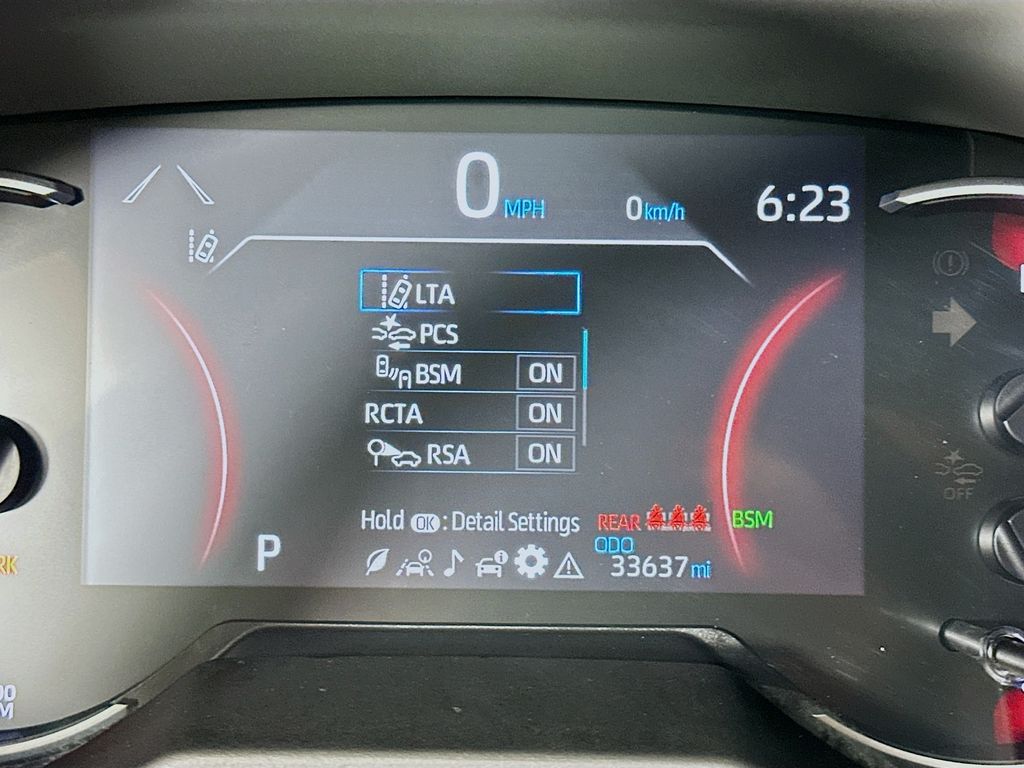 0 MPH 0 km/h 6:23
LTA
PCS
BSM ON
RCTA ON
RSA ON
Hold OK : Detail Settings REAR BSM
ODO
P 33637 mi
OFF